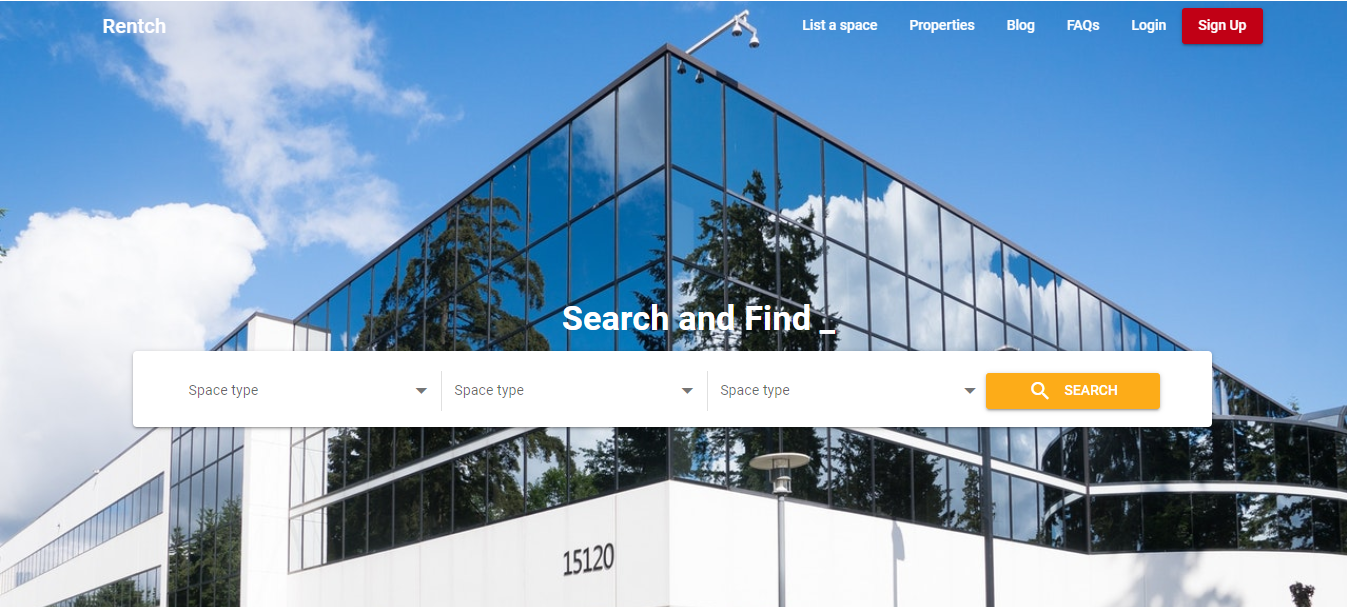 Rentch List a space Properties Blog FAQs Login Sign Up
Search and Find _
Space type Space type Space type SEARCH
15120